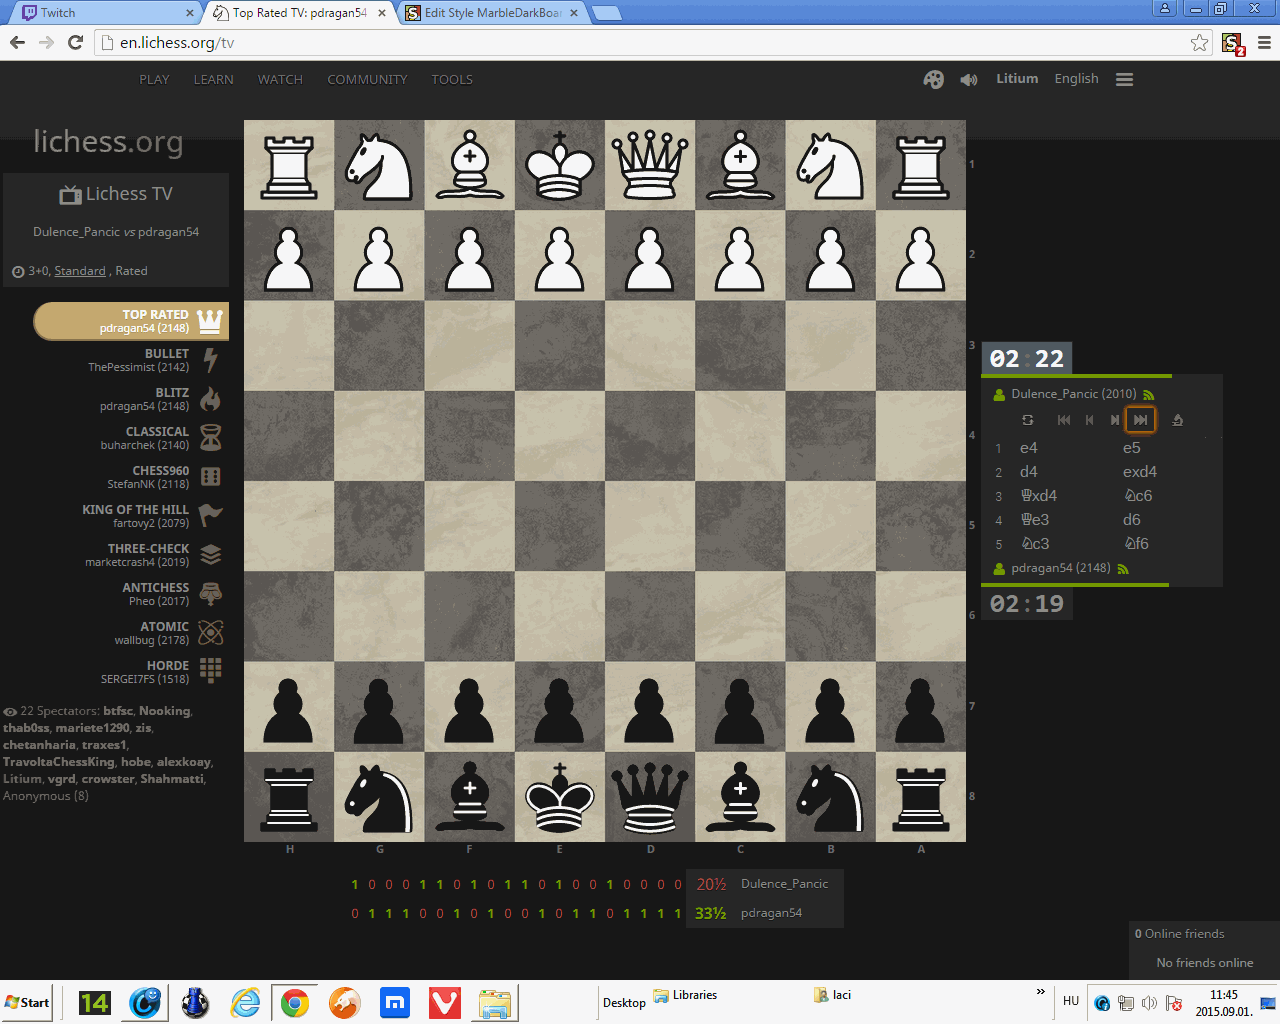 Twitch
Top Rated TV: pdragan54
Edit Style MarbleDarkBoar
en.lichess.org/tv
2
PLAY LEARN WATCH COMMUNITY TOOLS
Litium English
lichess.org
Lichess TV
Dulence_Pancic vs pdragan54
3+0, Standard , Rated
TOP RATED
pdragan54 (2148)
BULLET
ThePessimist (2142)
BLITZ
pdragan54 (2148)
CLASSICAL
buharchek (2140)
CHESS960
StefanNK (2118)
KING OF THE HILL
fartovy2 (2079)
THREE-CHECK
marketcrash4 (2019)
ANTICHESS
Pheo (2017)
ATOMIC
wallbug (2178)
HORDE
SERGEI7FS (1518)
22 Spectators: btfsc, Nooking,
thab0ss, mariete1290, zis,
chetanharia, traxes1,
TravoltaChessKing, hobe, alexkoay,
Litium, vgrd, crowster, Shahmatti,
Anonymous (8)
1
2
3
4
5
6
7
8
H G F E D C B A
02:22
Dulence_Pancic (2010)
1 e4 e5
2 d4 exd4
3 ♕xd4 ♘c6
4 ♕e3 d6
5 ♘c3 ♘f6
pdragan54 (2148)
02:19
1 0 0 0 1 1 0 1 0 1 1 0 1 0 0 1 0 0 0 0 20½ Dulence_Pancic
0 1 1 1 0 0 1 0 1 0 0 1 0 1 1 0 1 1 1 1 33½ pdragan54
0 Online friends
No friends online
Start
14
Desktop
Libraries
laci
»
HU
11:45
2015.09.01.